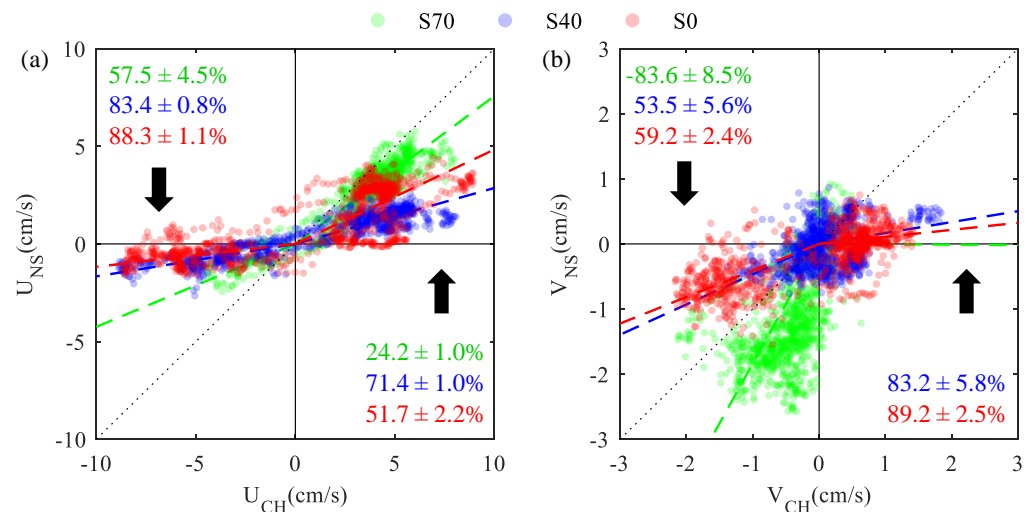 S70 S40 S0
(a)
57.5 ± 4.5%
83.4 ± 0.8%
88.3 ± 1.1%
24.2 ± 1.0%
71.4 ± 1.0%
51.7 ± 2.2%
10
5
0
-5
-10
U_NS(cm/s)
-10 -5 0 5 10
U_CH(cm/s)
(b)
-83.6 ± 8.5%
53.5 ± 5.6%
59.2 ± 2.4%
83.2 ± 5.8%
89.2 ± 2.5%
3
2
1
0
-1
-2
-3
V_NS(cm/s)
-3 -2 -1 0 1 2 3
V_CH(cm/s)